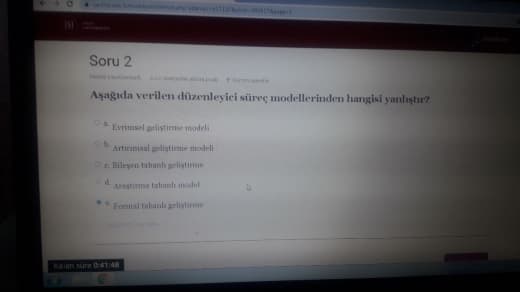 Soru 2
Aşağıda verilen düzenleyici süreç modellerinden hangisi yanlıştır?
a. Evrimsel geliştirme modeli
b. Artırımsal geliştirme modeli
c. Bileşen tabanlı geliştirme
d. Araştırma tabanlı model
e. Formal tabanlı geliştirme
Kalan süre 0:41:48